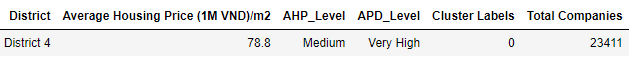 District Average Housing Price (1M VND)/m2 AHP_Level APD_Level Cluster Labels Total Companies
District 4 78.8 Medium Very High 0 23411